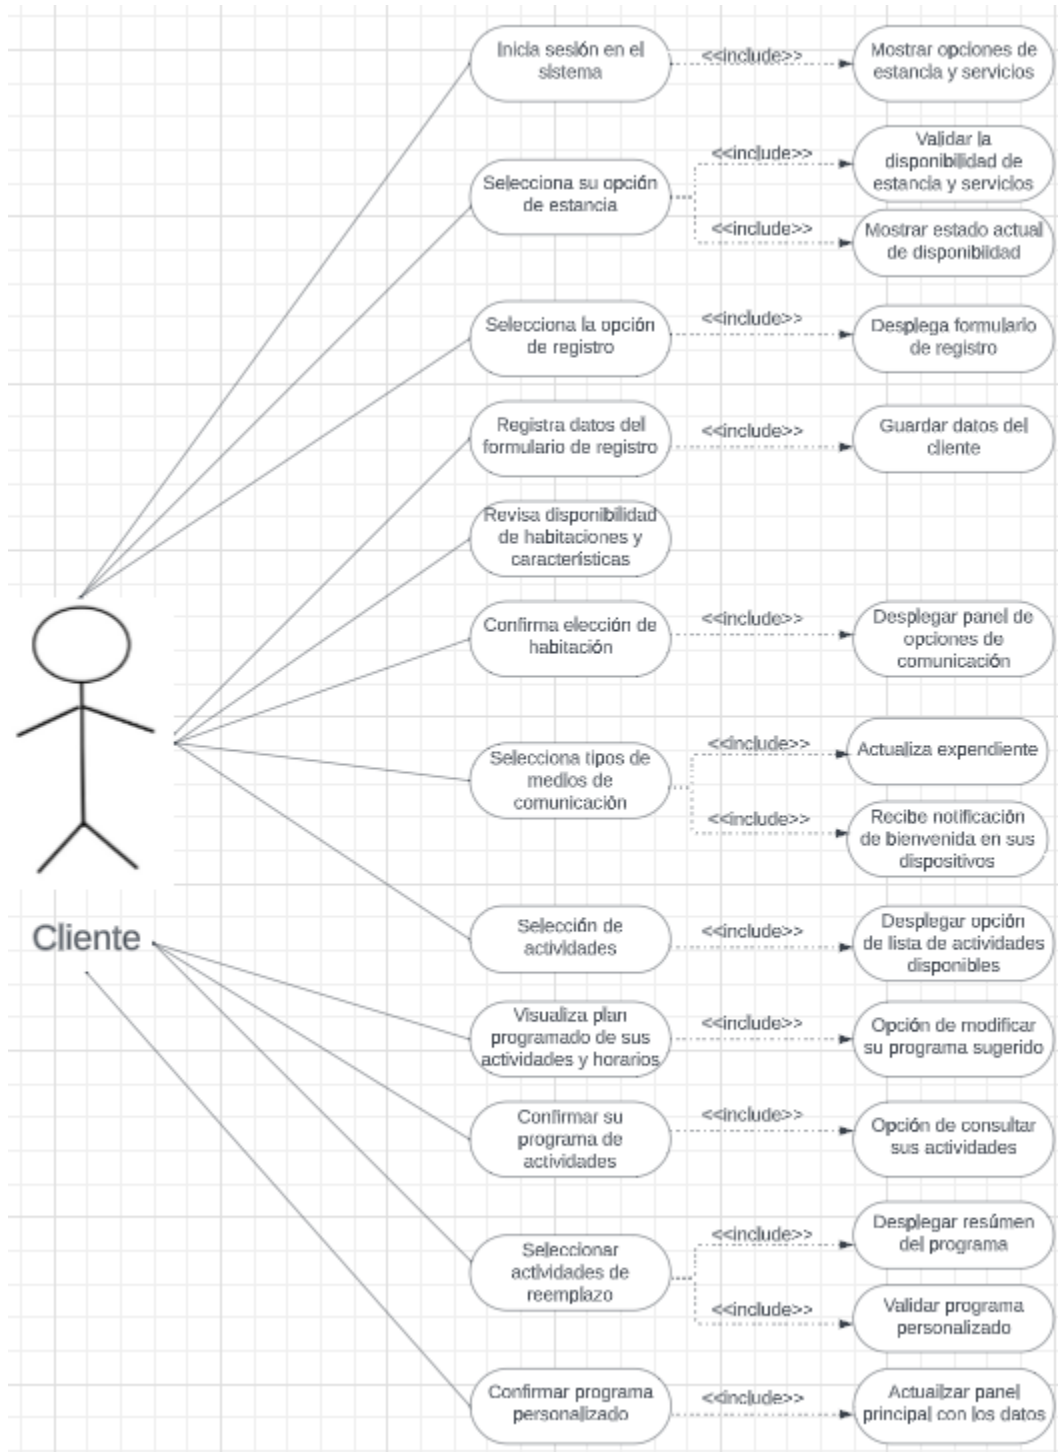 Inicia sesión en el
sistema
<<include>>
Mostrar opciones de
estancia y servicios
Selecciona su opción
de estancia
<<include>>
Validar la
disponibilidad de
estancia y servicios
<<include>>
Mostrar estado actual
de disponiblidad
Selecciona la opción
de registro
<<include>>
Desplega formulario
de registro
Registra datos del
formulario de registro
<<include>>
Guardar datos del
cliente
Revisa disponibilidad
de habitaciones y
características
Confirma elección de
habitación
<<include>>
Desplegar panel de
opciones de
comunicación
Selecciona tipos de
medios de
comunicación
<<include>>
Actualiza expendiente
<<include>>
Recibe notificación
de bienvenida en sus
dispositivos
Cliente
Selección de
actividades
<<include>>
Desplegar opción
de lista de actividades
disponibles
Visualiza plan
programado de sus
actividades y horarios
<<include>>
Opción de modificar
su programa sugerido
Confirmar su
programa de
actividades
<<include>>
Opción de consultar
sus actividades
Seleccionar
actividades de
reemplazo
<<include>>
Desplegar resúmen
del programa
<<include>>
Validar programa
personalizado
Confirmar programa
personalizado
<<include>>
Actuailzar panel
principal con los datos